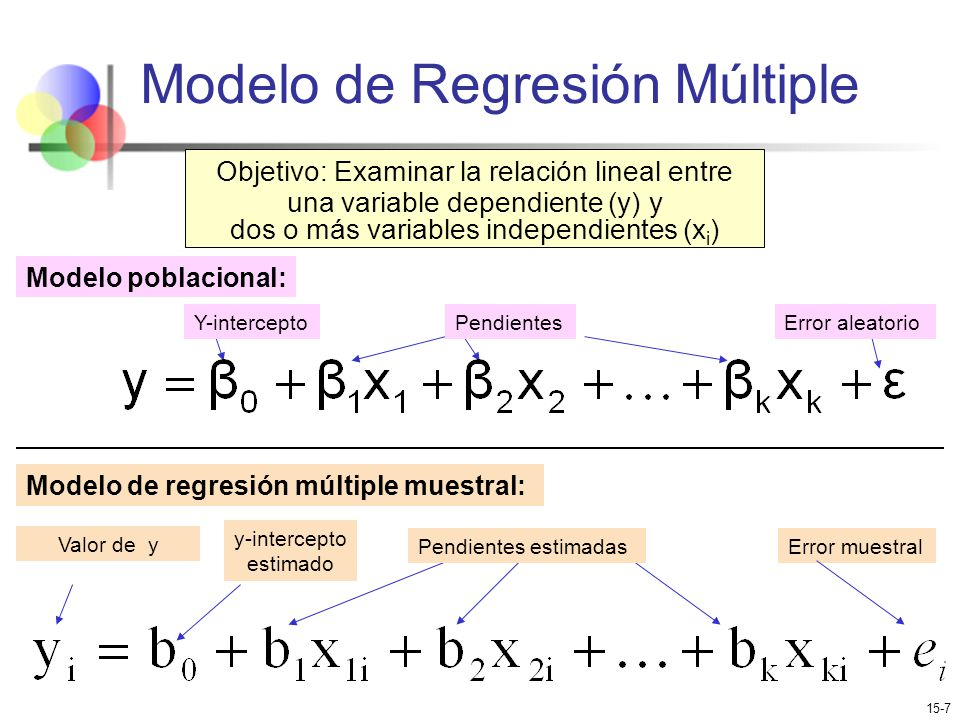 Modelo de Regresión Múltiple
Objetivo: Examinar la relación lineal entre
una variable dependiente (y) y
dos o más variables independientes (xᵢ)
Modelo poblacional:
Y-intercepto
Pendientes
Error aleatorio
y = β₀ + β₁x₁ + β₂x₂ + … + βₖxₖ + ε
Modelo de regresión múltiple muestral:
Valor de y
y-intercepto
estimado
Pendientes estimadas
Error muestral
yᵢ = b₀ + b₁x₁ᵢ + b₂x₂ᵢ + … + bₖxₖᵢ + eᵢ
15-7